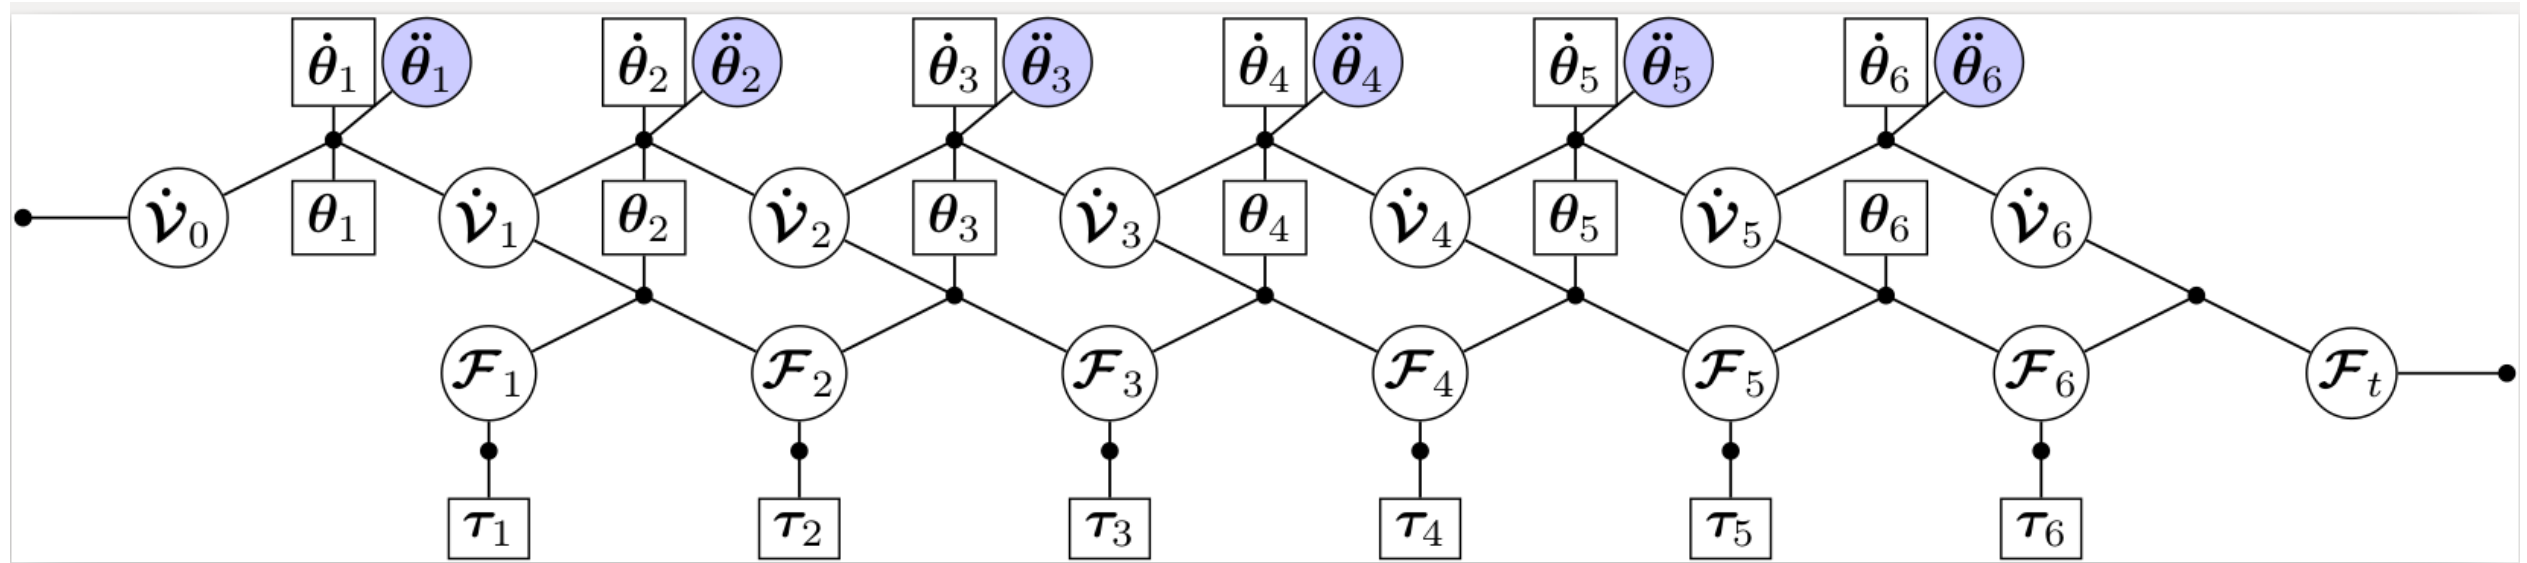 θ̇₁ θ̈₁ θ̇₂ θ̈₂ θ̇₃ θ̈₃ θ̇₄ θ̈₄ θ̇₅ θ̈₅ θ̇₆ θ̈₆
𝒱̇₀ θ₁ 𝒱̇₁ θ₂ 𝒱̇₂ θ₃ 𝒱̇₃ θ₄ 𝒱̇₄ θ₅ 𝒱̇₅ θ₆ 𝒱̇₆
ℱ₁ ℱ₂ ℱ₃ ℱ₄ ℱ₅ ℱ₆ ℱₜ
τ₁ τ₂ τ₃ τ₄ τ₅ τ₆